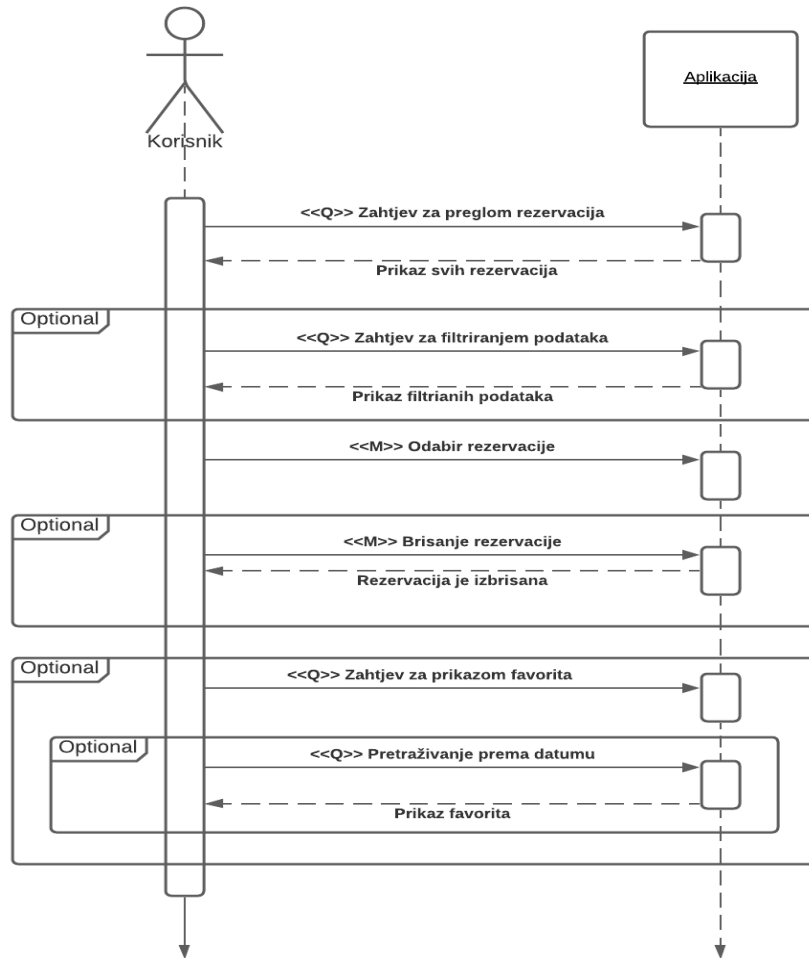 Aplikacija
Korisnik
<<Q>> Zahtjev za preglom rezervacija
Prikaz svih rezervacija
Optional
<<Q>> Zahtjev za filtriranjem podataka
Prikaz filtrianih podataka
<<M>> Odabir rezervacije
Optional
<<M>> Brisanje rezervacije
Rezervacija je izbrisana
Optional
<<Q>> Zahtjev za prikazom favorita
Optional
<<Q>> Pretraživanje prema datumu
Prikaz favorita